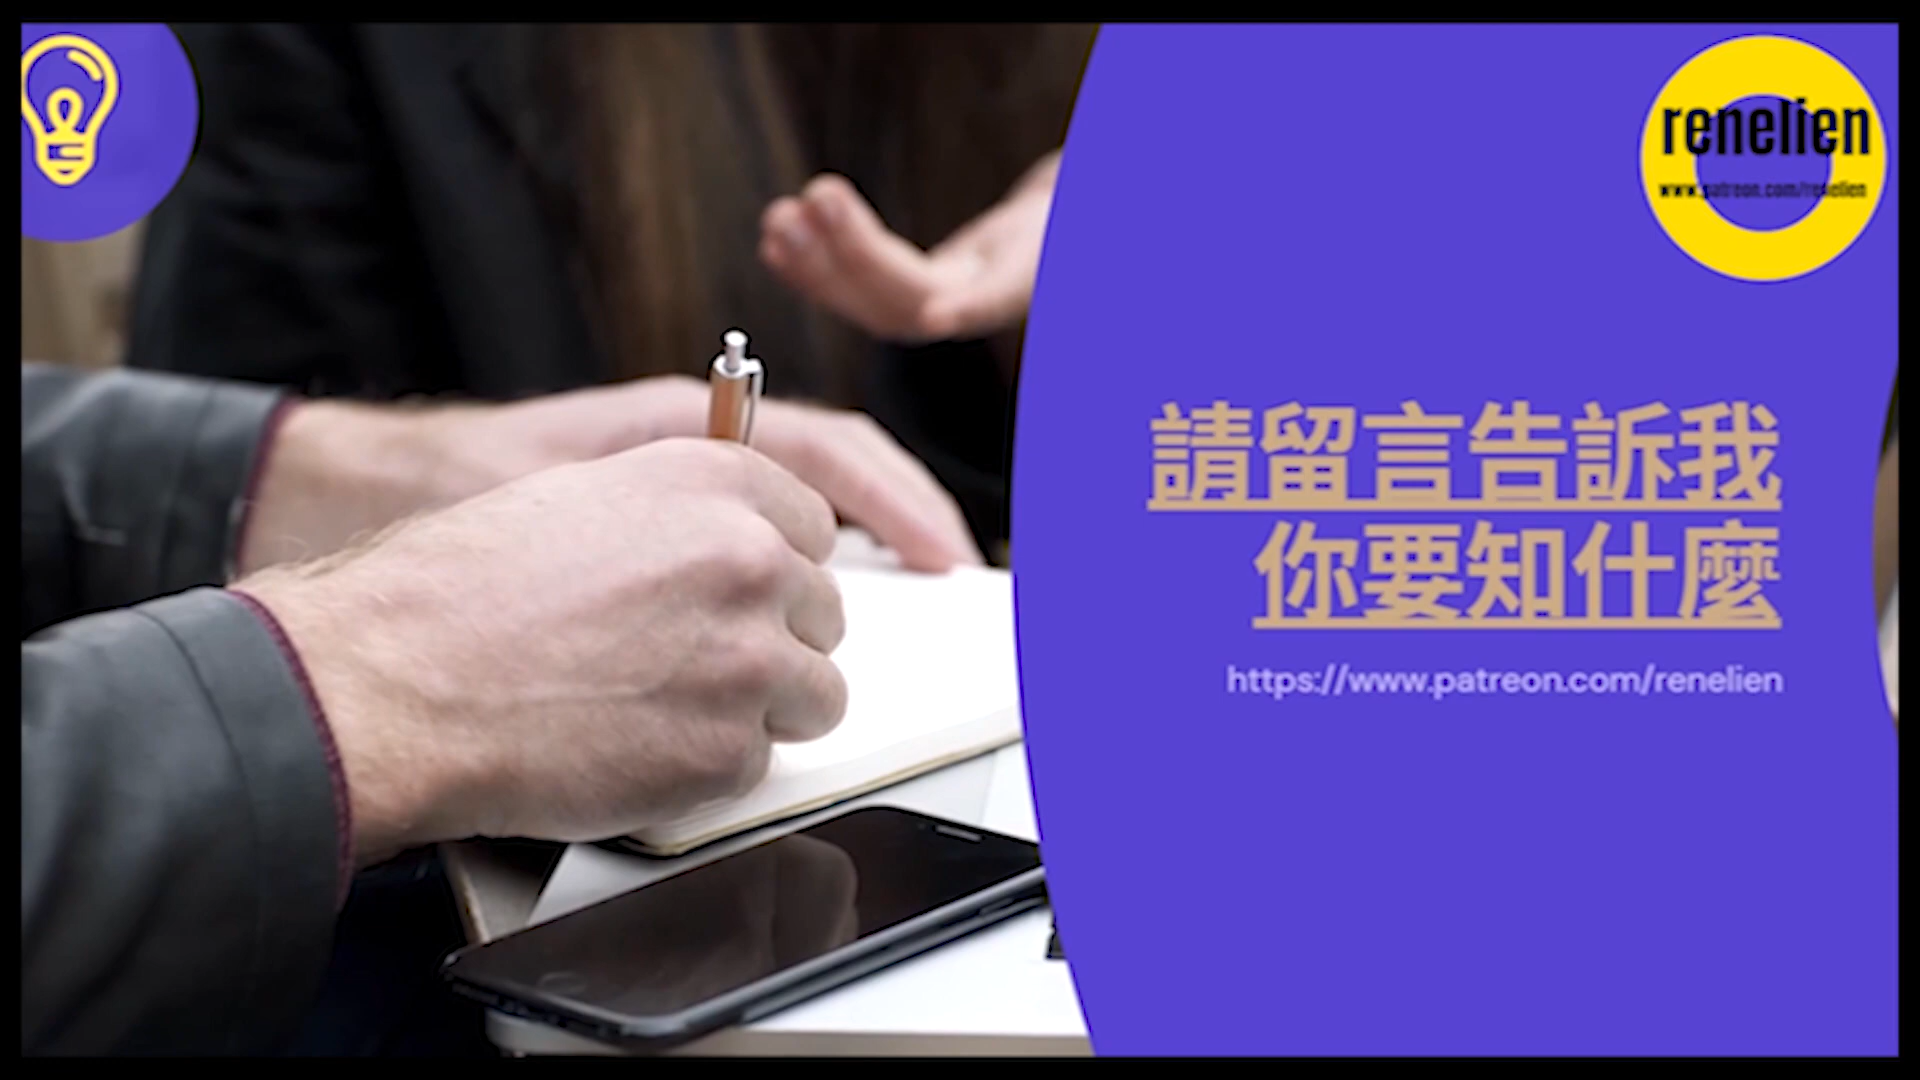 renelien
www.patreon.com/renelien
請留言告訴我
你要知什麼
https://www.patreon.com/renelien